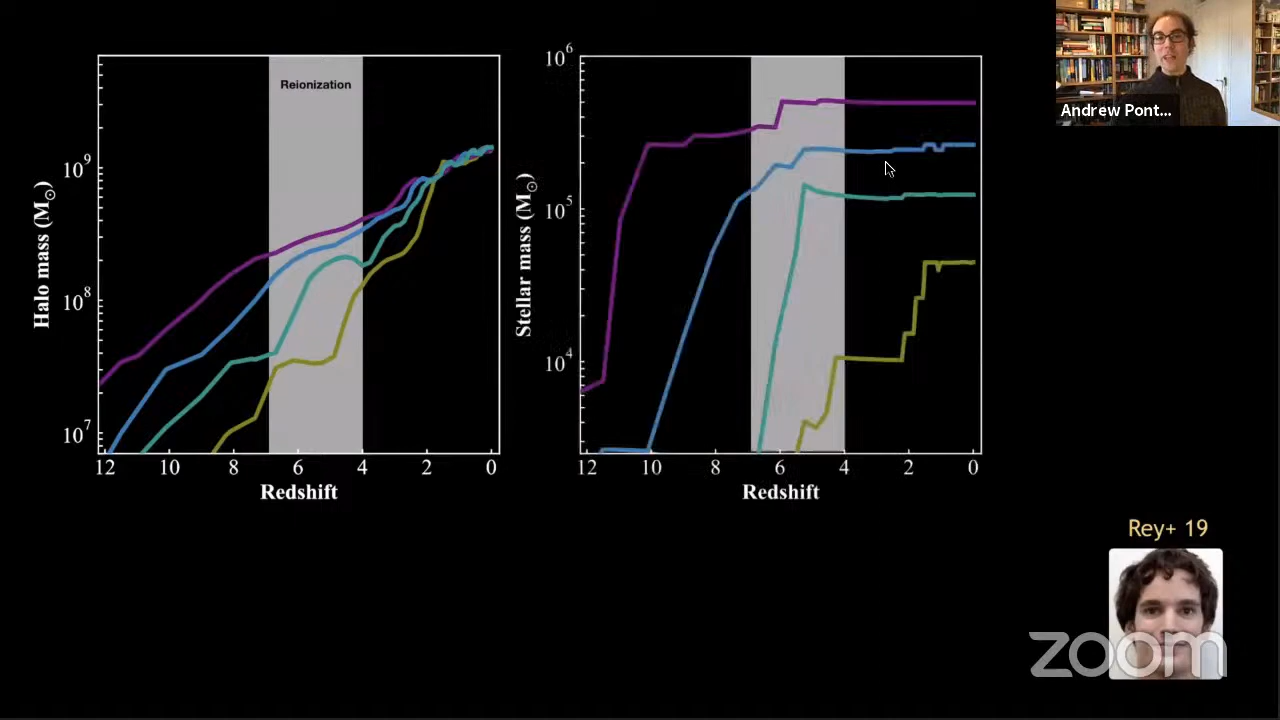 Andrew Pont...
Reionization
10⁹
10⁸
10⁷
Halo mass (M☉)
12 10 8 6 4 2 0
Redshift
10⁶
10⁵
10⁴
Stellar mass (M☉)
12 10 8 6 4 2 0
Redshift
Rey+ 19
zoom